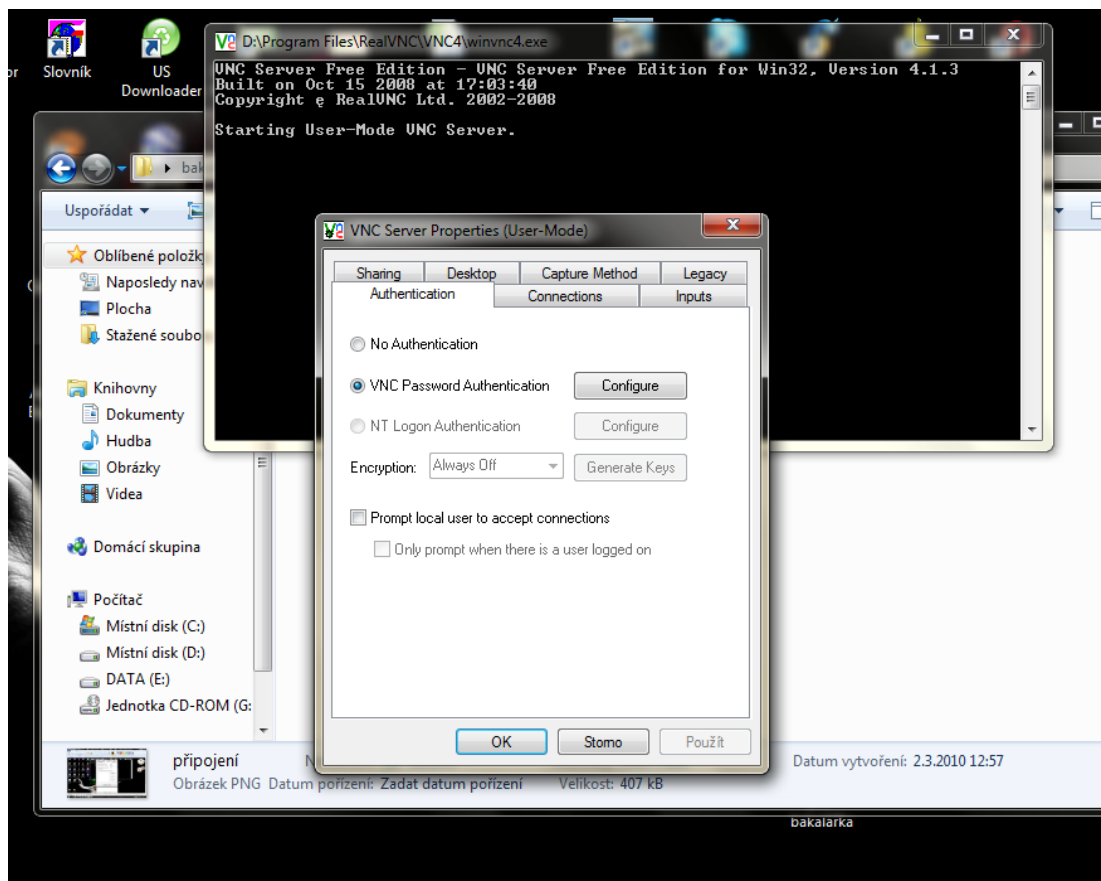 Slovník
US
Downloader
D:\Program Files\RealVNC\VNC4\winvnc4.exe
VNC Server Free Edition - VNC Server Free Edition for Win32, Version 4.1.3
Built on Oct 15 2008 at 17:03:40
Copyright ę RealVNC Ltd. 2002-2008
Starting User-Mode VNC Server.
bak
Uspořádat
Oblíbené položk
Naposledy nav
Plocha
Stažené soubo
Knihovny
Dokumenty
Hudba
Obrázky
Videa
Domácí skupina
Počítač
Místní disk (C:)
Místní disk (D:)
DATA (E:)
Jednotka CD-ROM (G:
VNC Server Properties (User-Mode)
Sharing Desktop Capture Method Legacy
Authentication Connections Inputs
No Authentication
VNC Password Authentication Configure
NT Logon Authentication Configure
Encryption: Always Off Generate Keys
Prompt local user to accept connections
Only prompt when there is a user logged on
OK Storno Použít
připojení
Datum vytvoření: 2.3.2010 12:57
Obrázek PNG Datum pořízení: Zadat datum pořízení Velikost: 407 kB
bakalarka